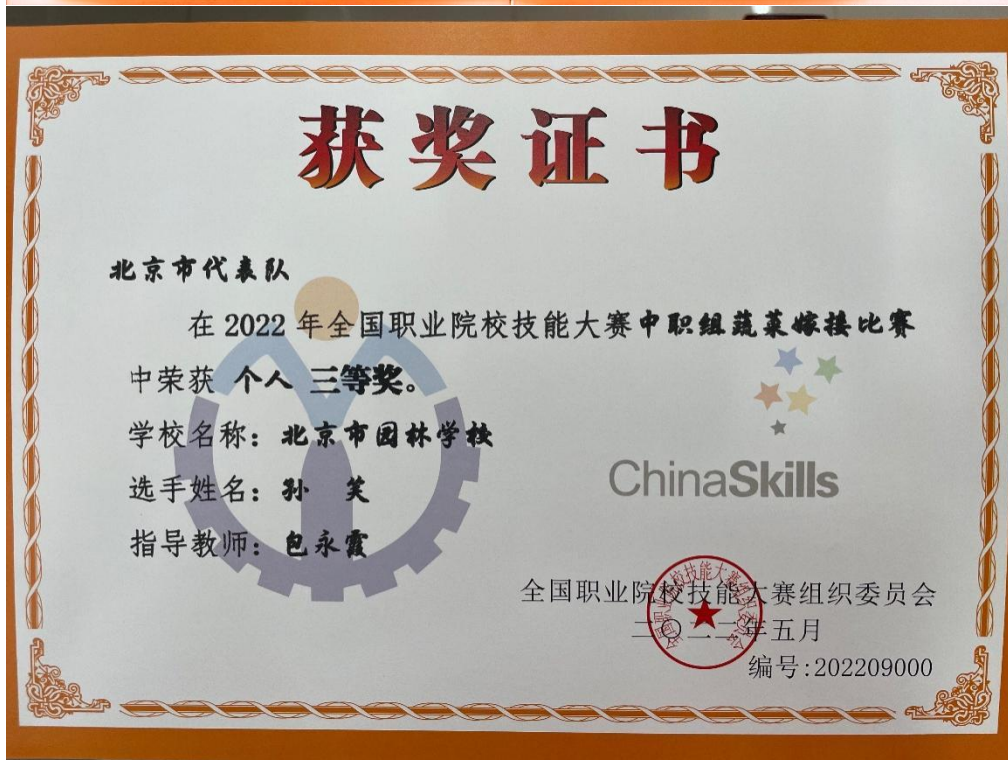 获奖证书
北京市代表队
在 2022 年全国职业院校技能大赛中职组蔬菜嫁接比赛
中荣获 个人 三等奖。
学校名称：北京市园林学校
选手姓名：孙 笑
指导教师：包永霞
ChinaSkills
全国职业院校技能大赛组织委员会
二〇二二年五月
编号:202209000